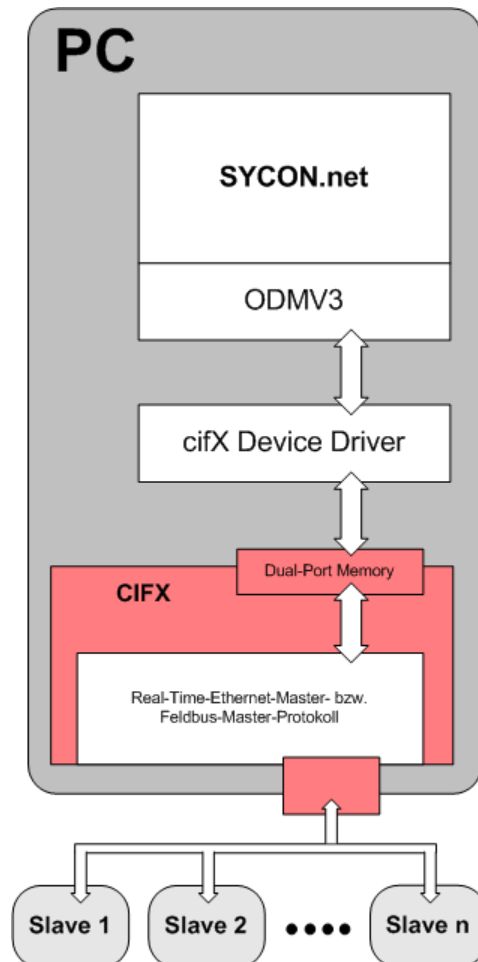 PC
SYCON.net
ODMV3
cifX Device Driver
Dual-Port Memory
CIFX
Real-Time-Ethernet-Master- bzw.
Feldbus-Master-Protokoll
Slave 1
Slave 2
Slave n